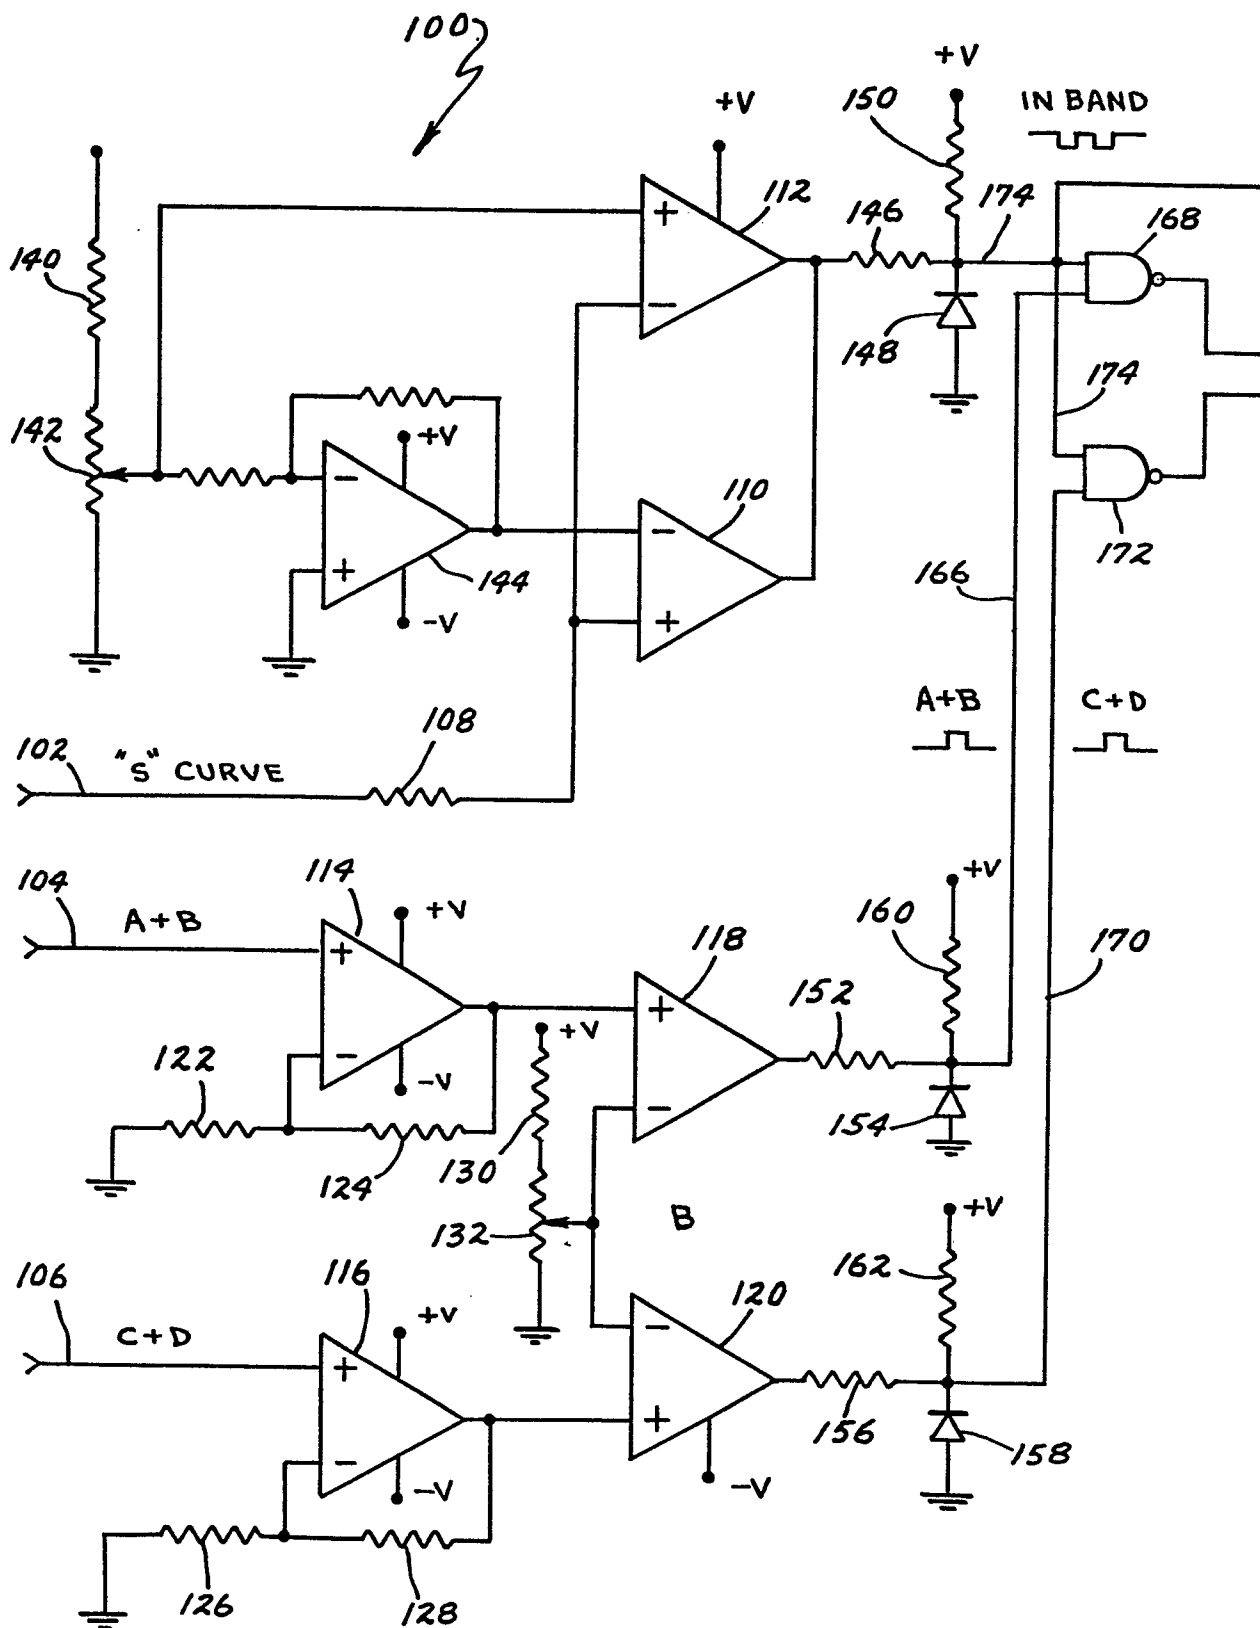 100
+V
+V
150
IN BAND
112
146
174
168
+
140
−
148
174
142
+V
−
110
−
172
+
144
166
−V
+
A+B
C+D
108
102
"S" CURVE
114
+V
104
+V
160
A+B
118
170
+
152
+
+V
−
122
−V
−
154
124
130
B
+V
132
162
106
116
120
+V
C+D
−
+
+
156
158
−
−V
−V
126
128